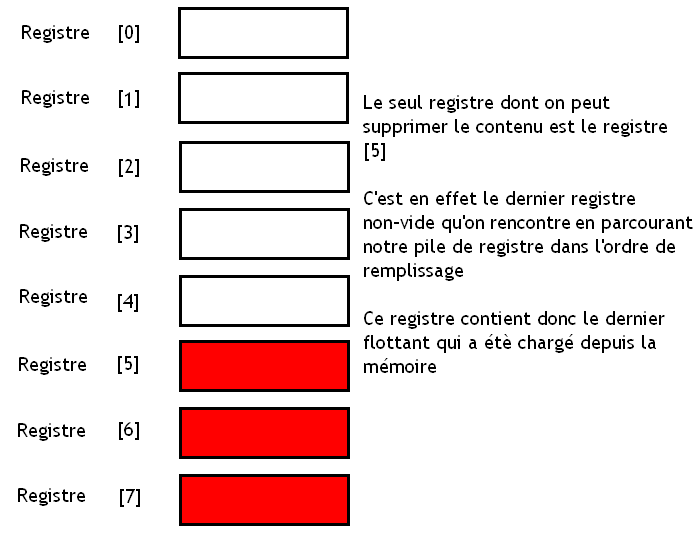 Registre [0]
Registre [1]
Le seul registre dont on peut
supprimer le contenu est le registre
[5]
Registre [2]
C'est en effet le dernier registre
non-vide qu'on rencontre en parcourant
notre pile de registre dans l'ordre de
remplissage
Registre [3]
Registre [4]
Ce registre contient donc le dernier
flottant qui a étè chargé depuis la
mémoire
Registre [5]
Registre [6]
Registre [7]